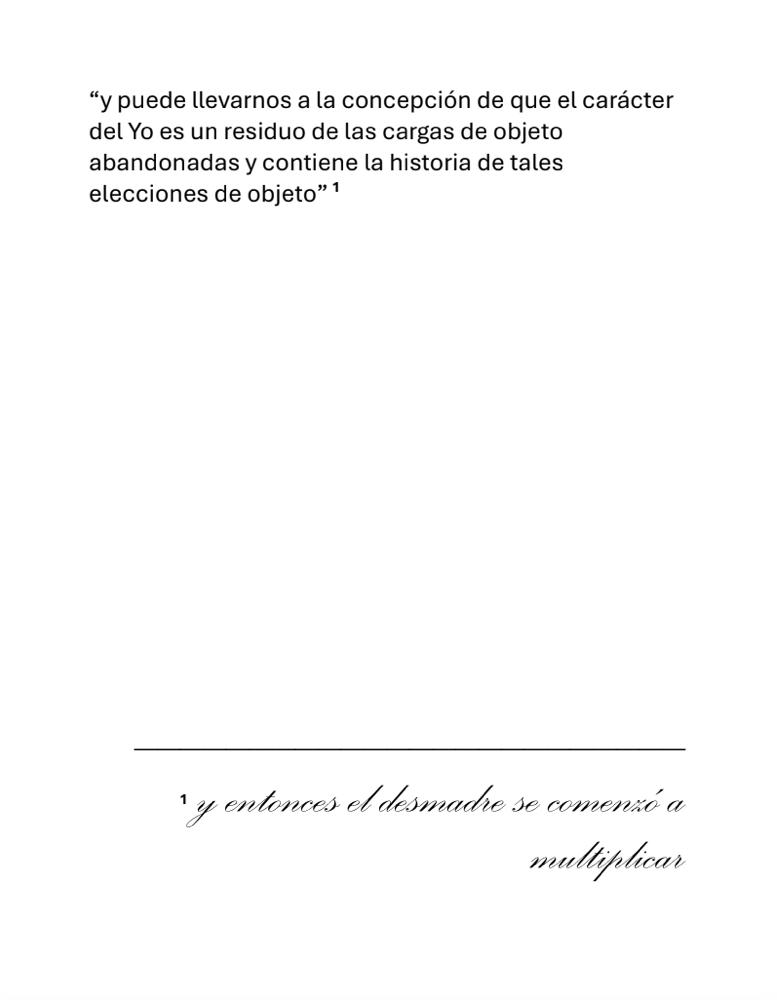 “y puede llevarnos a la concepción de que el carácter
del Yo es un residuo de las cargas de objeto
abandonadas y contiene la historia de tales
elecciones de objeto” ¹
¹ y entonces el desmadre se comenzó a
multiplicar